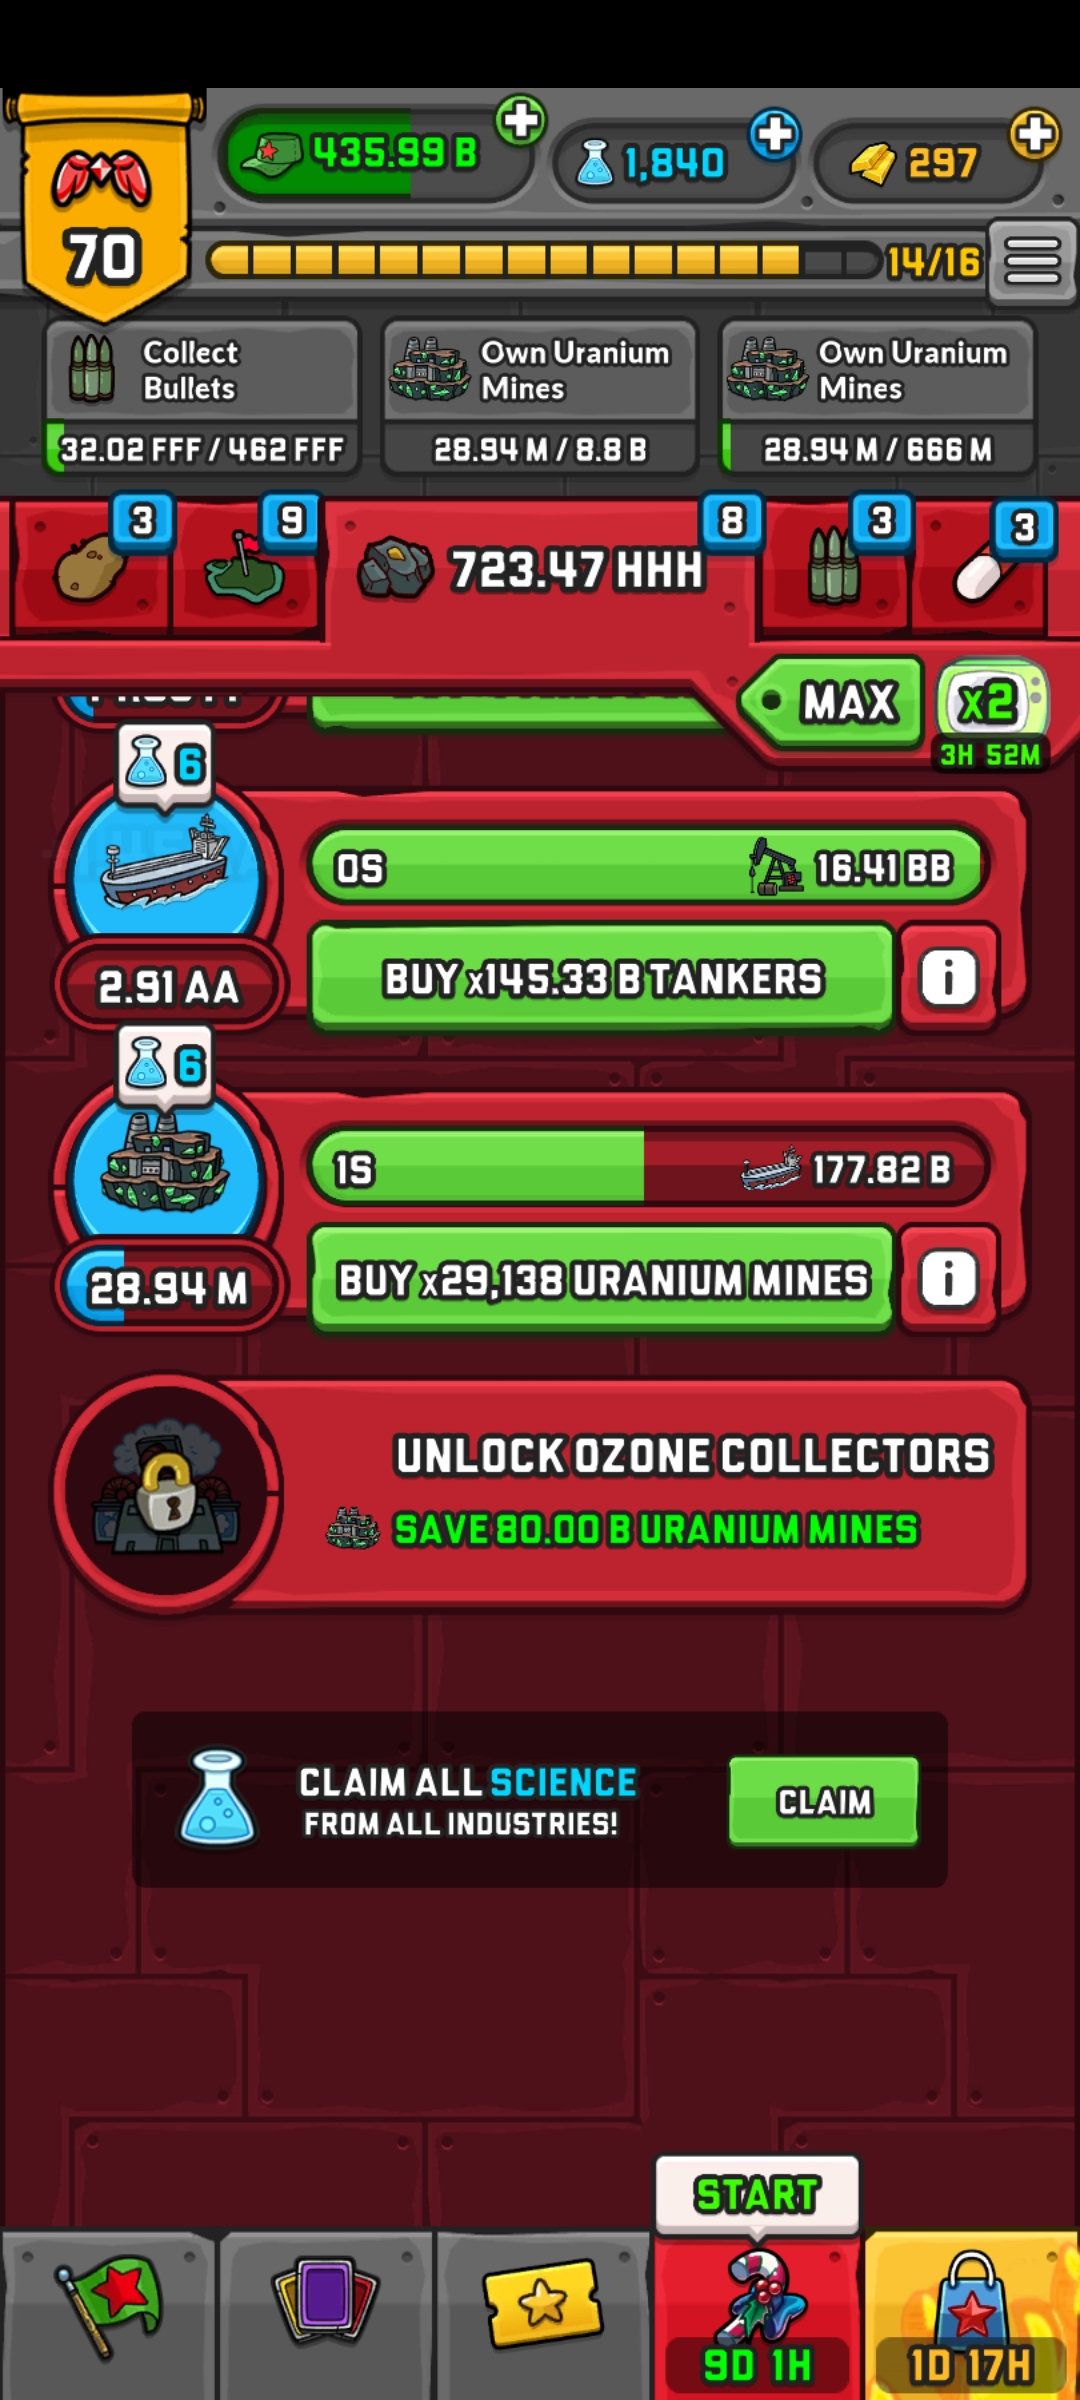 435.99 B
1,840
297
70
14/16
Collect
Bullets
32.02 FFF / 462 FFF
Own Uranium
Mines
28.94 M / 8.8 B
Own Uranium
Mines
28.94 M / 666 M
3
9
723.47 HHH
8
3
3
MAX
x2
3H 52M
6
0S
16.41 BB
2.91 AA
BUY x145.33 B TANKERS
i
6
1S
177.82 B
28.94 M
BUY x29,138 URANIUM MINES
i
UNLOCK OZONE COLLECTORS
SAVE 80.00 B URANIUM MINES
CLAIM ALL SCIENCE
FROM ALL INDUSTRIES!
CLAIM
START
9D 1H
1D 17H